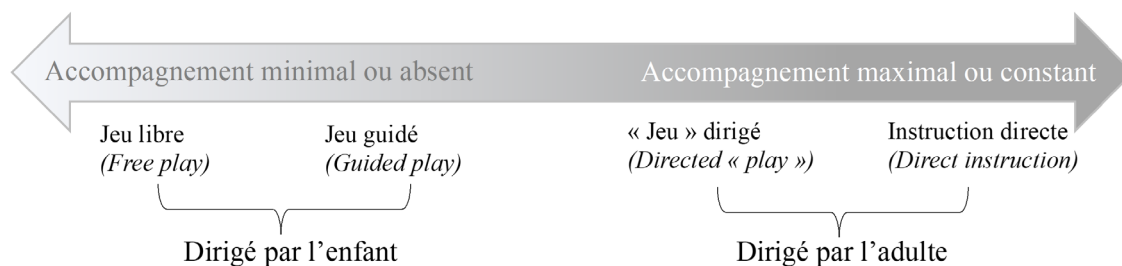 Accompagnement minimal ou absent
Accompagnement maximal ou constant
Jeu libre
(Free play)
Jeu guidé
(Guided play)
« Jeu » dirigé
(Directed « play »)
Instruction directe
(Direct instruction)
Dirigé par l’enfant
Dirigé par l’adulte